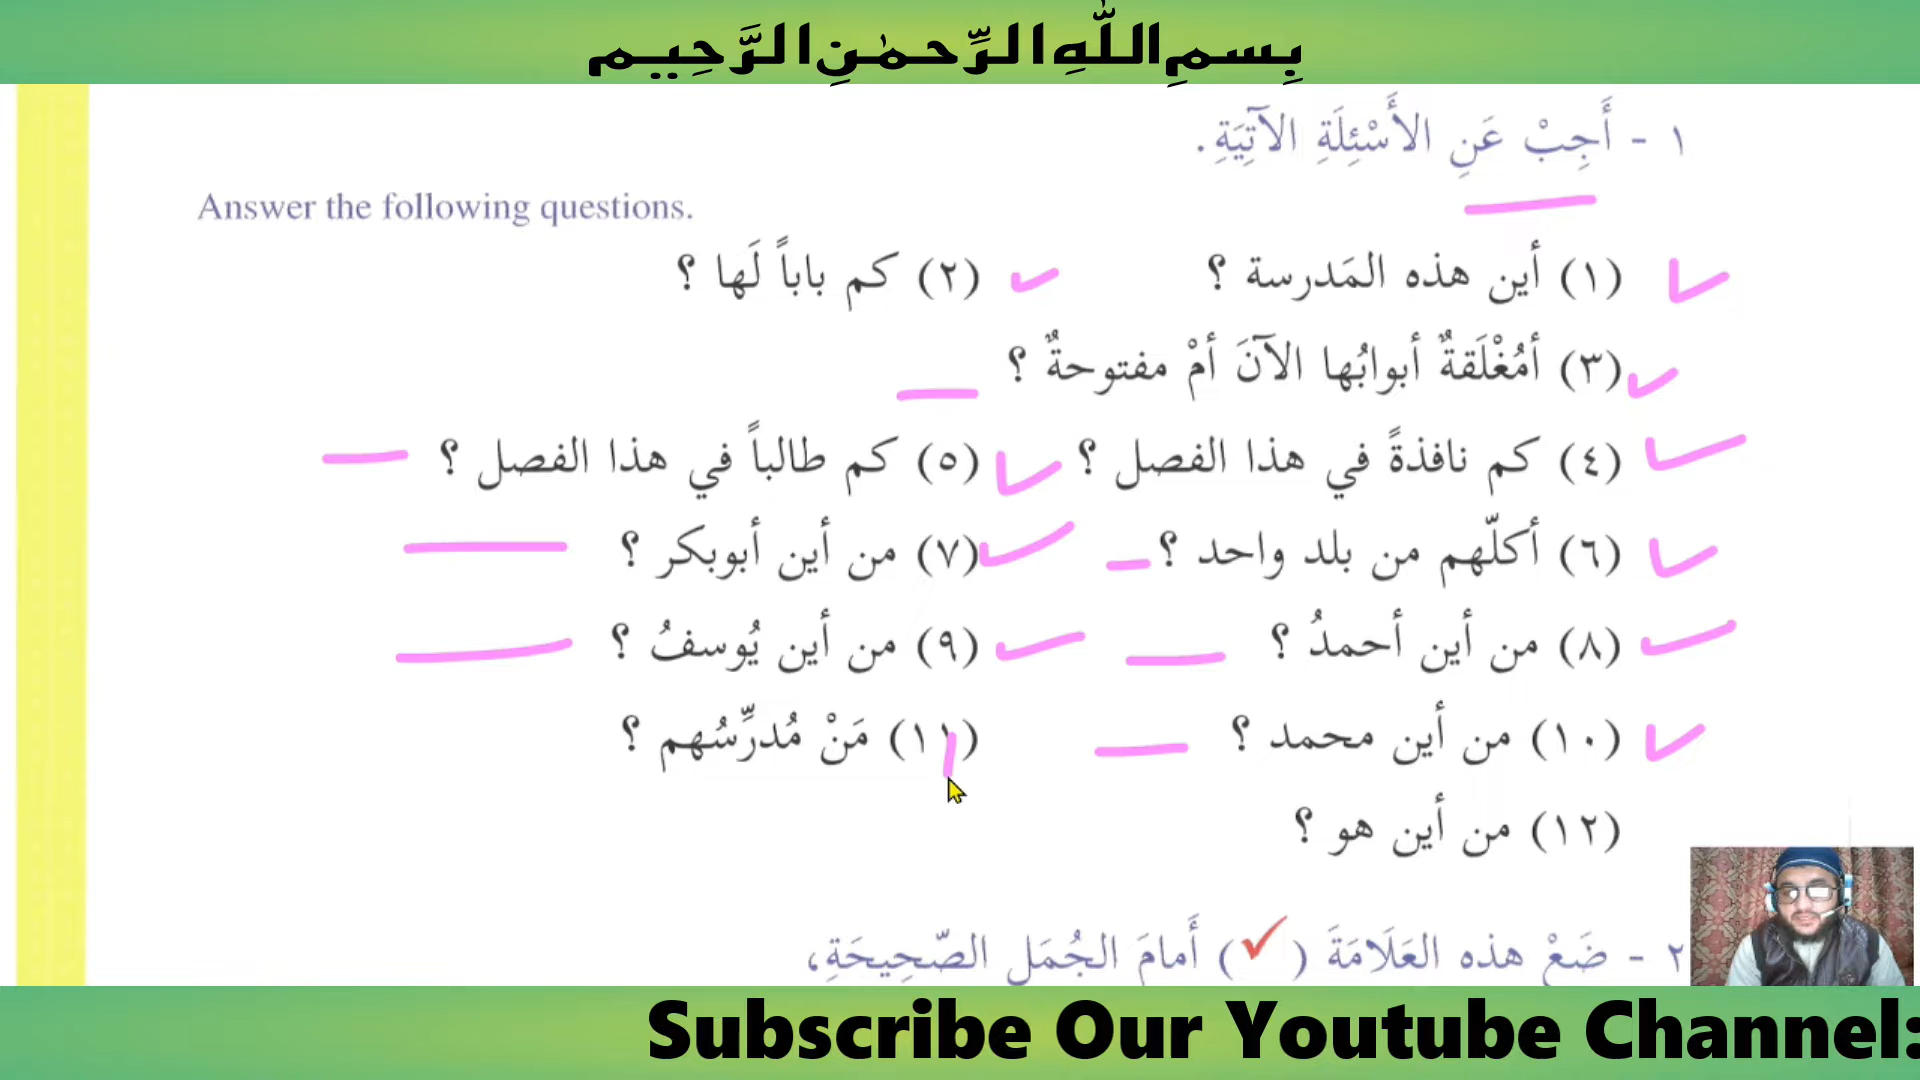 بِسمِ اللّٰهِ الرَّحمٰنِ الرَّحِيم
١ - أَجِبْ عَنِ الأَسْئِلَةِ الآتِيَةِ.
Answer the following questions.
(١) أين هذه المَدرسة ؟ (٢) كم باباً لَها ؟
(٣) أمُغْلَقةٌ أبوابُها الآنَ أمْ مفتوحةٌ ؟
(٤) كم نافذةً في هذا الفصل ؟ (٥) كم طالباً في هذا الفصل ؟
(٦) أكلّهم من بلد واحد ؟ (٧) من أين أبوبكر ؟
(٨) من أين أحمدُ ؟ (٩) من أين يُوسفُ ؟
(١٠) من أين محمد ؟ (١١) مَنْ مُدرِّسُهم ؟
(١٢) من أين هو ؟
٢ - ضَعْ هذه العَلَامَةَ (✓) أَمامَ الجُمَل الصّحِيحَةِ،
Subscribe Our Youtube Channel: